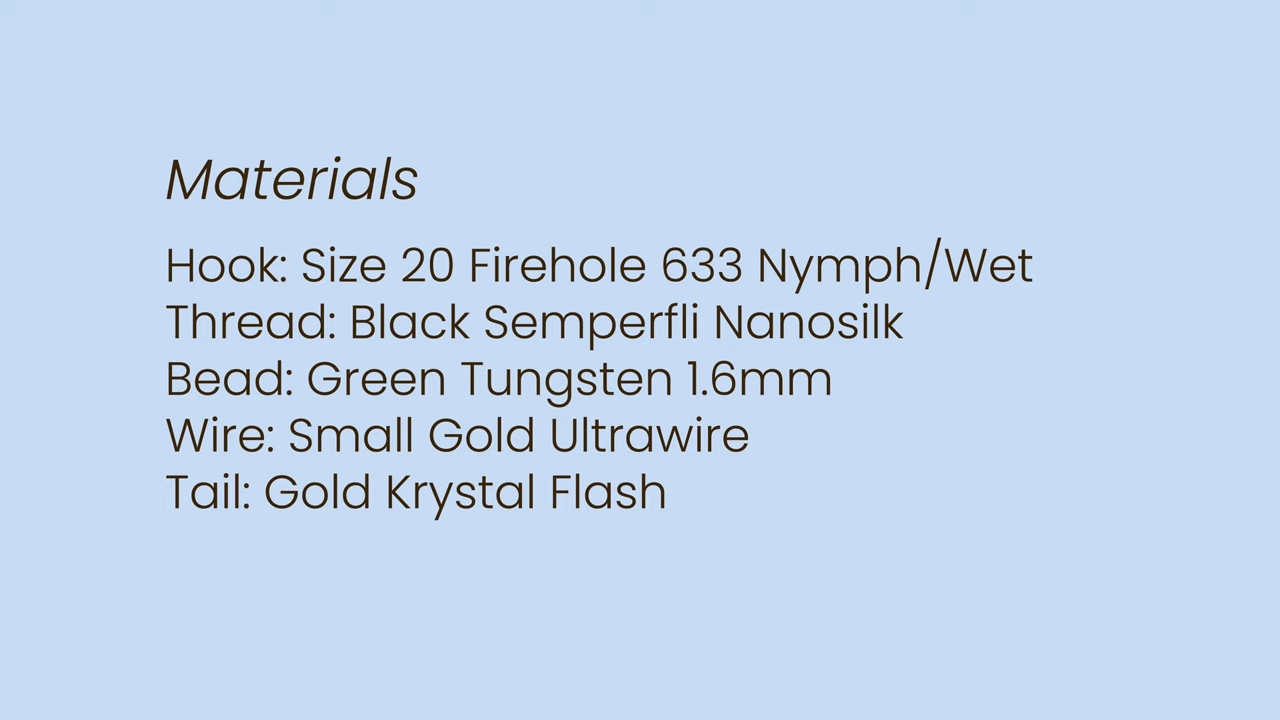 Materials
Hook: Size 20 Firehole 633 Nymph/Wet
Thread: Black Semperfli Nanosilk
Bead: Green Tungsten 1.6mm
Wire: Small Gold Ultrawire
Tail: Gold Krystal Flash